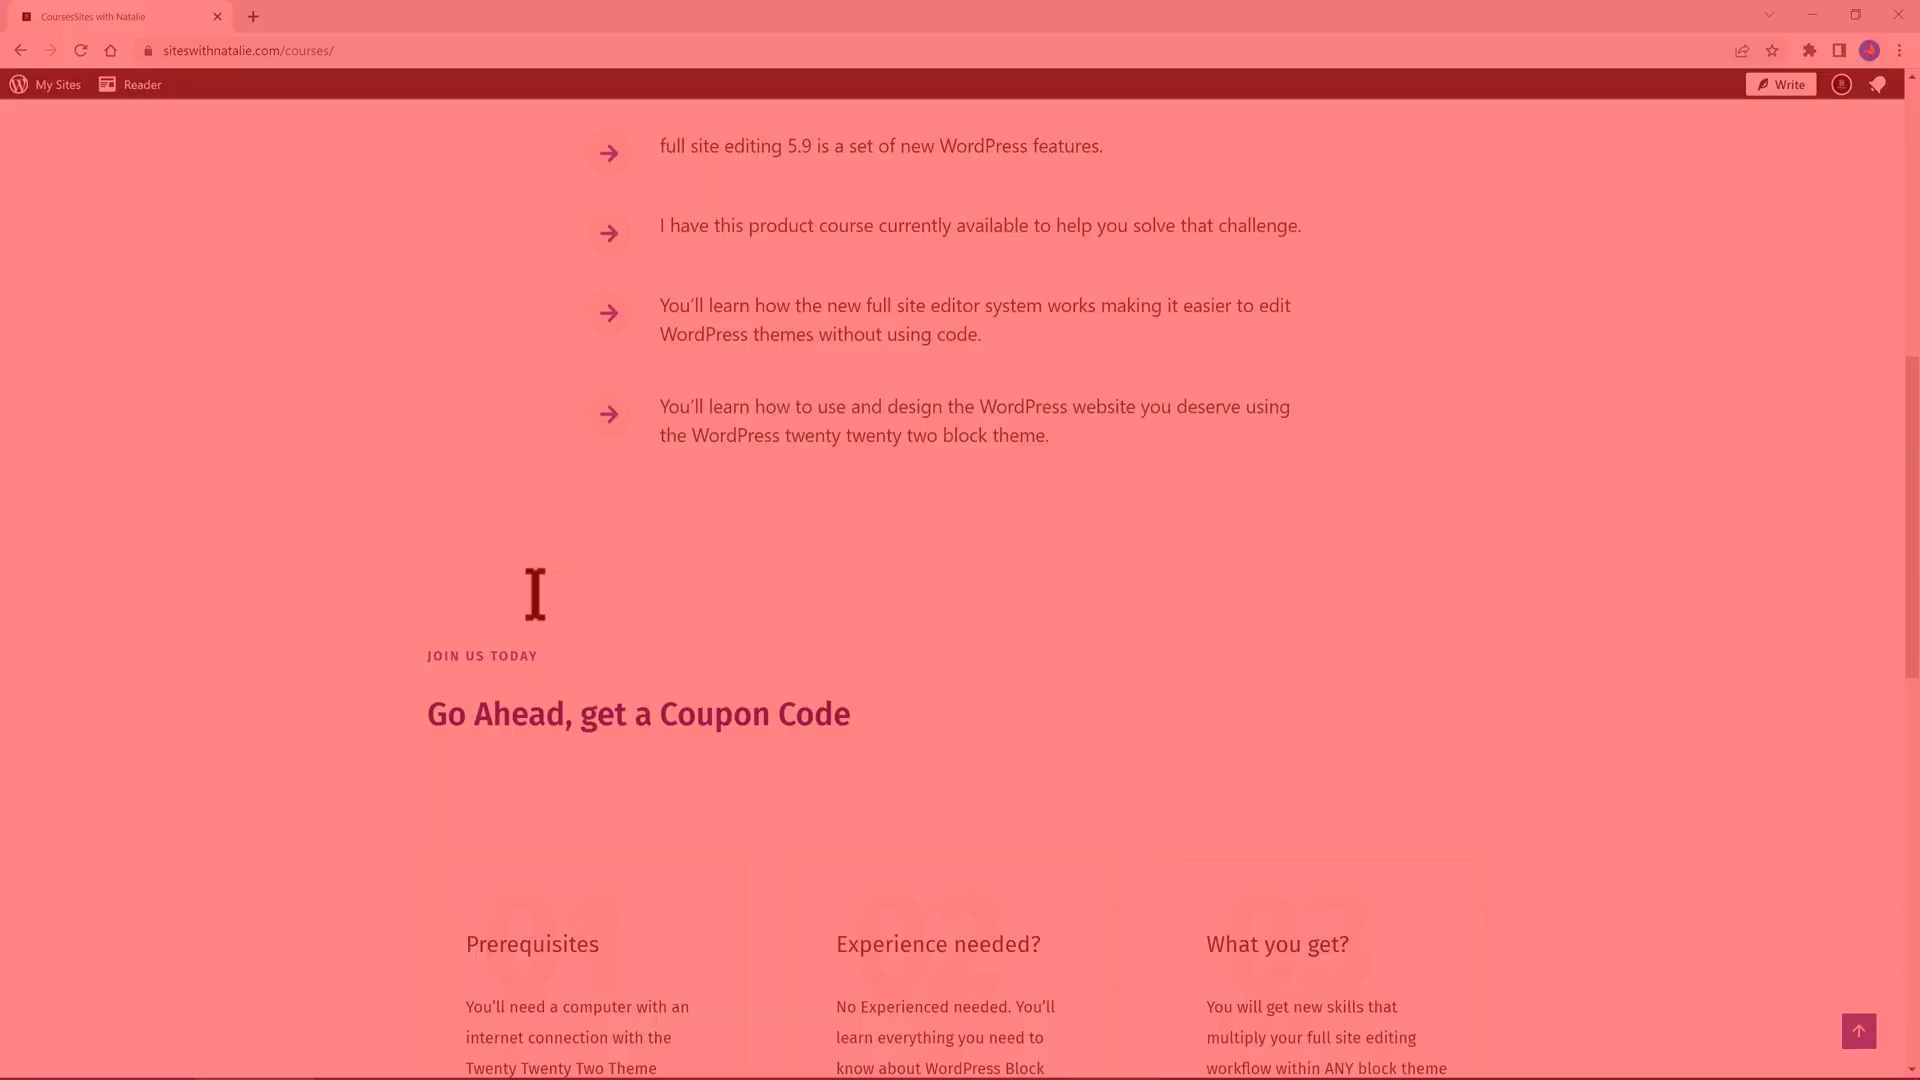 CoursesSites with Natalie
siteswithnatalie.com/courses/
My Sites Reader Write
full site editing 5.9 is a set of new WordPress features.
I have this product course currently available to help you solve that challenge.
You'll learn how the new full site editor system works making it easier to edit
WordPress themes without using code.
You'll learn how to use and design the WordPress website you deserve using
the WordPress twenty twenty two block theme.
JOIN US TODAY
Go Ahead, get a Coupon Code
01
Prerequisites
You'll need a computer with an
internet connection with the
Twenty Twenty Two Theme
02
Experience needed?
No Experienced needed. You'll
learn everything you need to
know about WordPress Block
03
What you get?
You will get new skills that
multiply your full site editing
workflow within ANY block theme